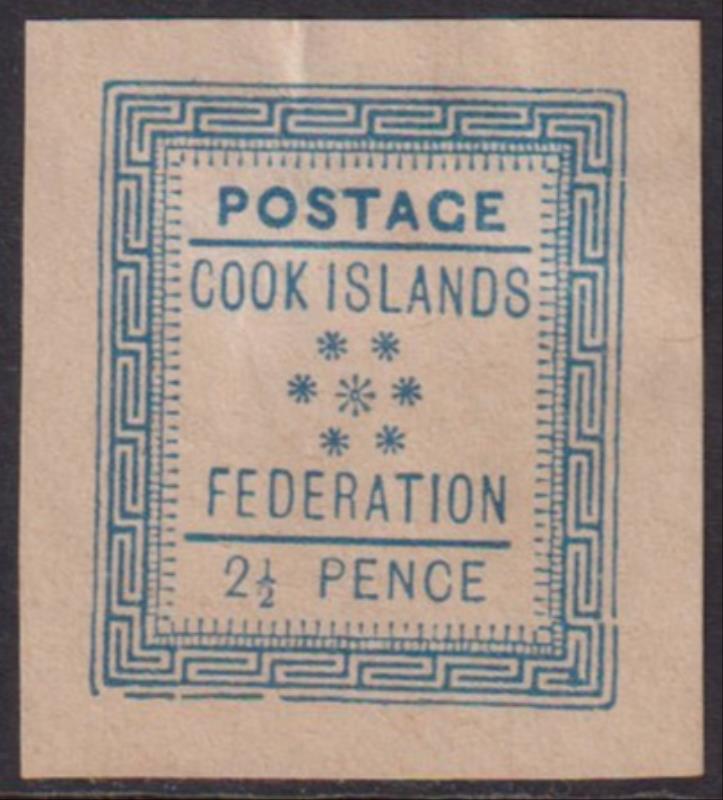 POSTAGE
COOK ISLANDS
FEDERATION
2½ PENCE